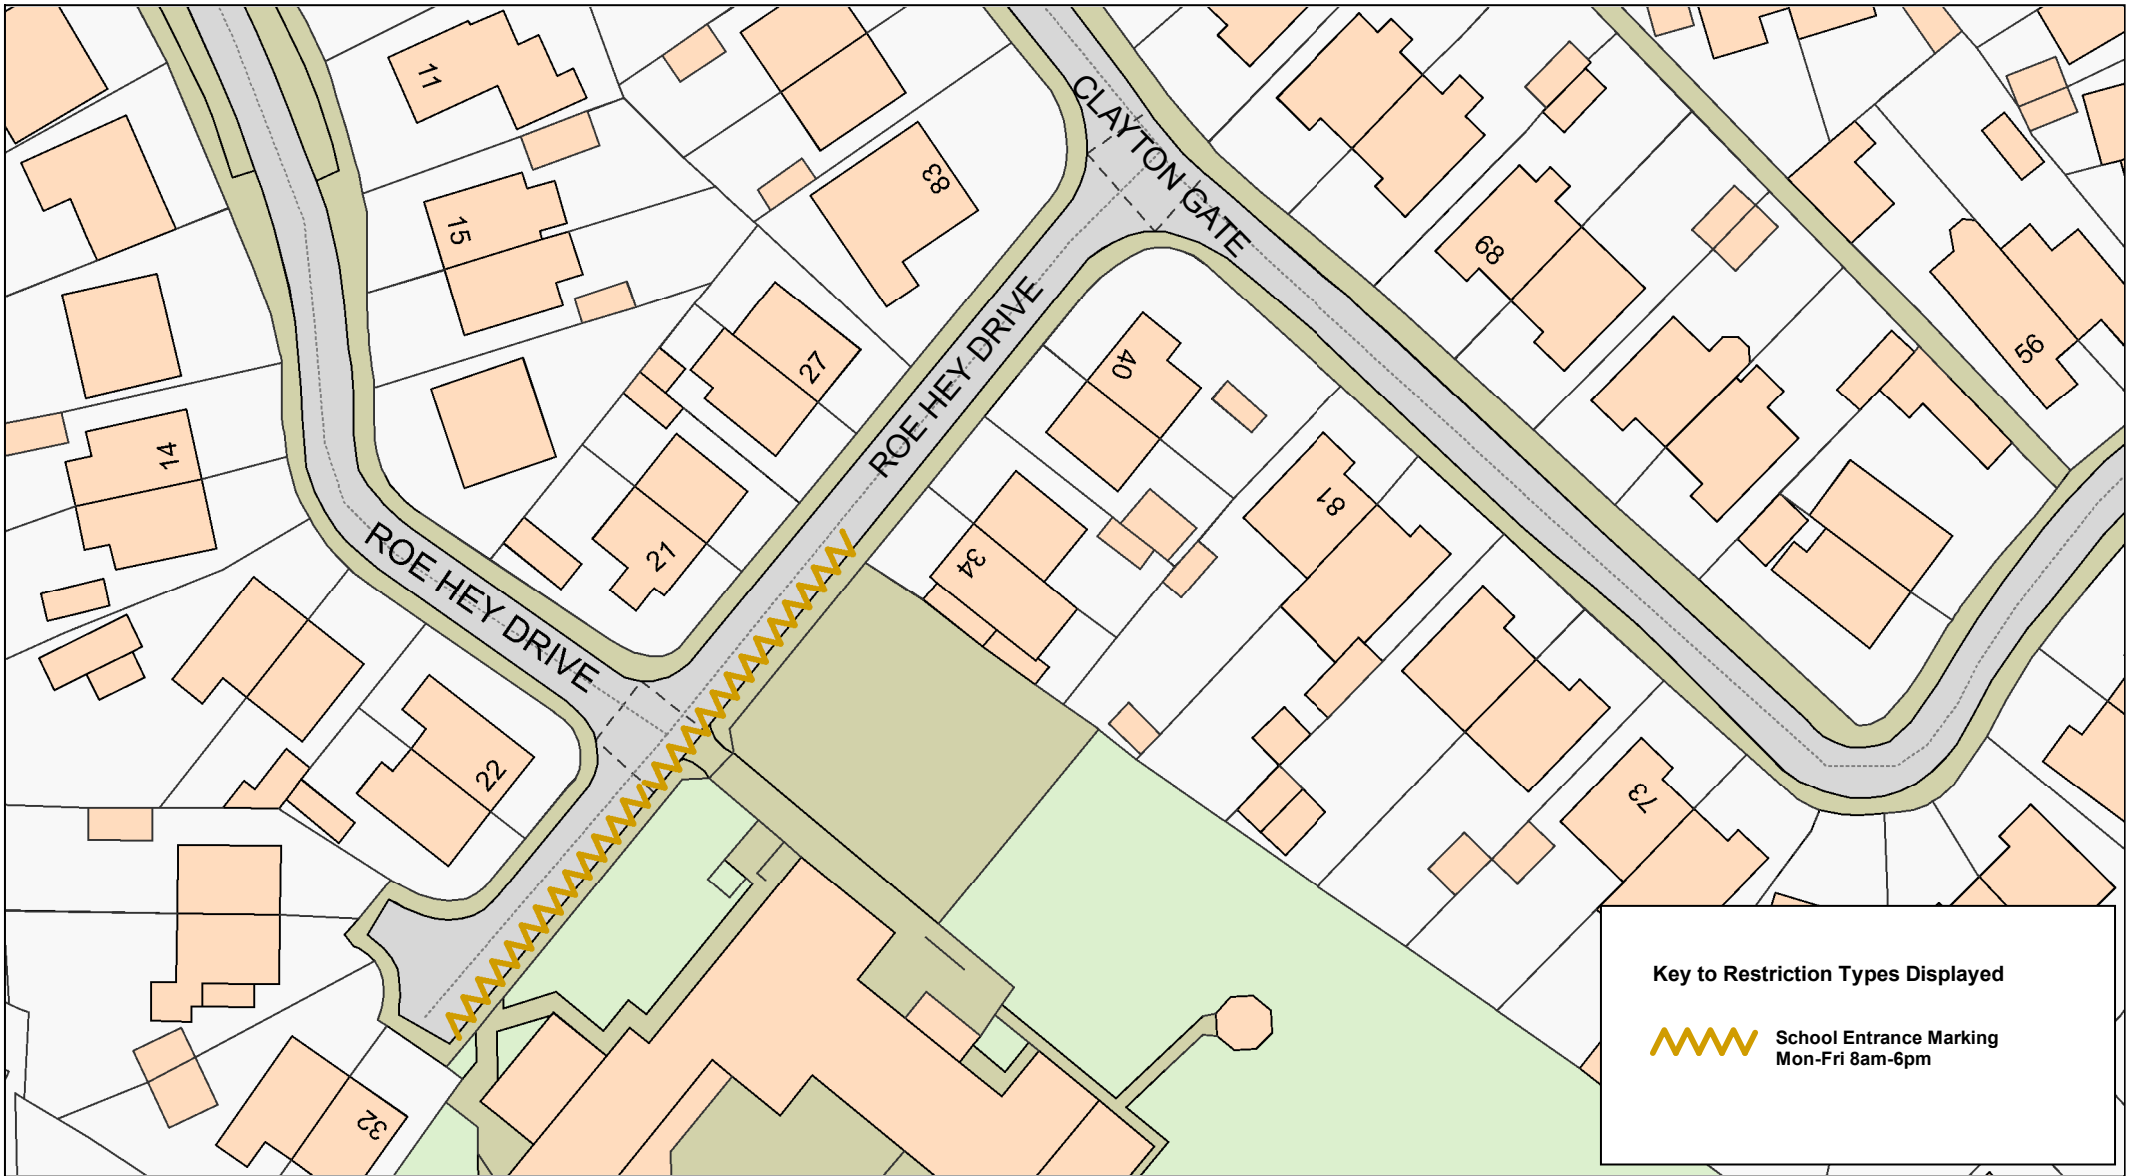 11
CLAYTON GATE
83
15
68
56
27
ROE HEY DRIVE
40
14
81
21
34
ROE HEY DRIVE
22
73
32
Key to Restriction Types Displayed
School Entrance Marking
Mon-Fri 8am-6pm